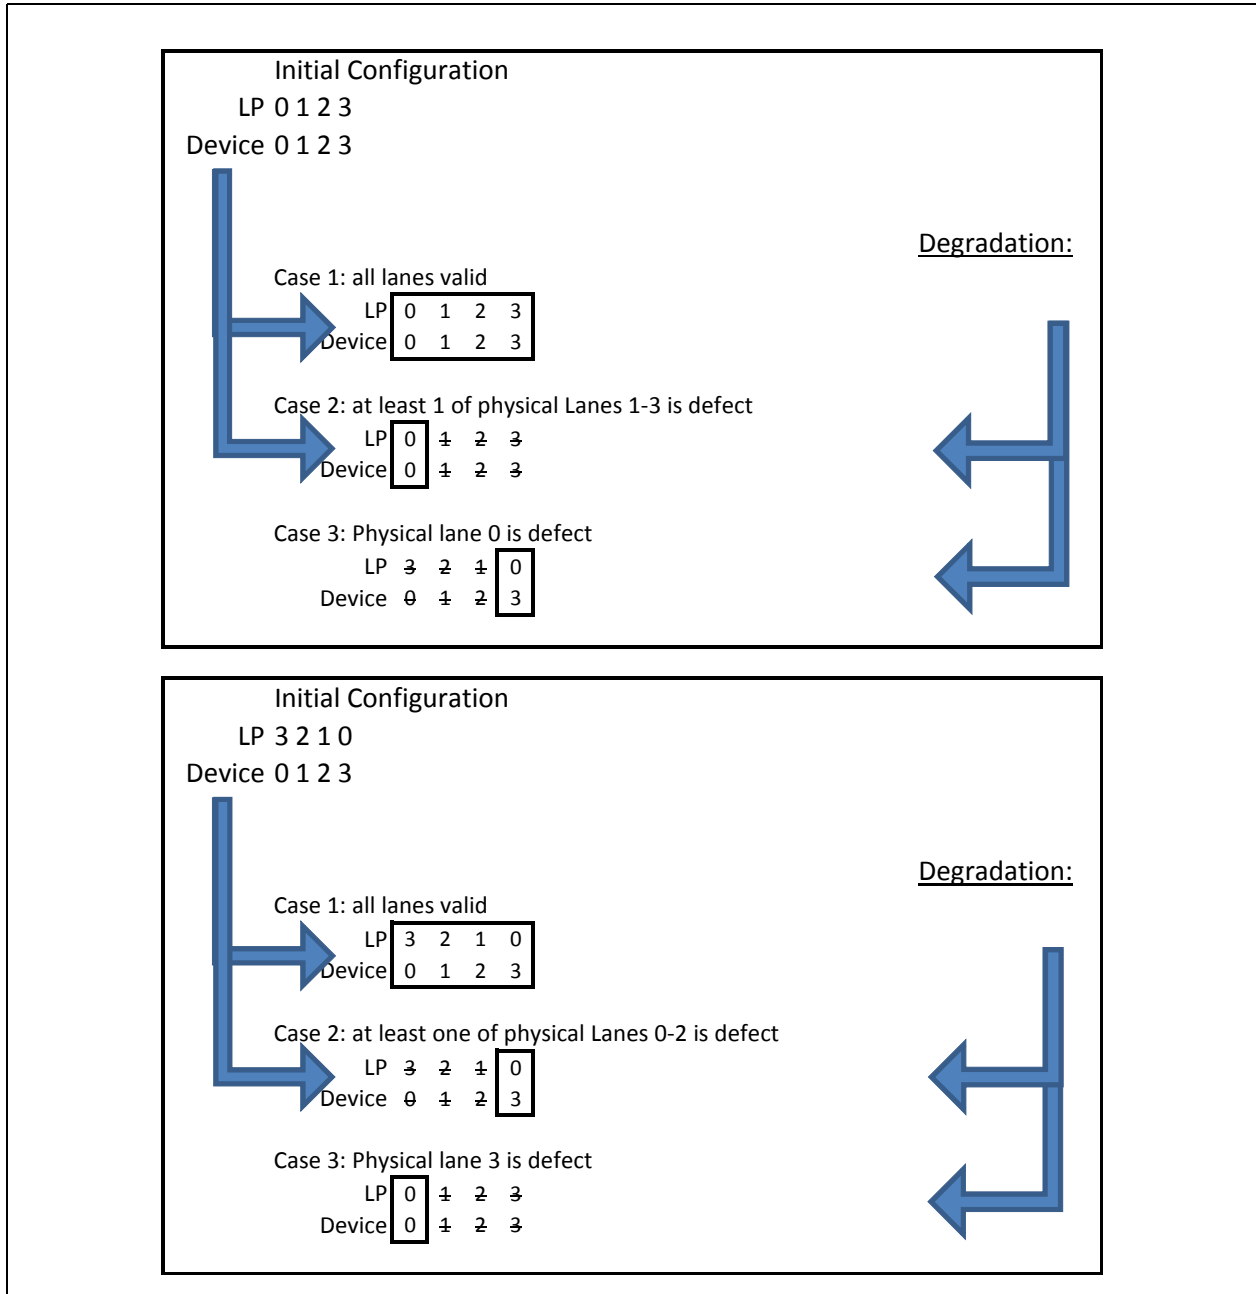 Initial Configuration
LP 0 1 2 3
Device 0 1 2 3
Degradation:
Case 1: all lanes valid
LP 0 1 2 3
Device 0 1 2 3
Case 2: at least 1 of physical Lanes 1-3 is defect
LP 0 1 2 3
Device 0 1 2 3
Case 3: Physical lane 0 is defect
LP 3 2 1 0
Device 0 1 2 3
Initial Configuration
LP 3 2 1 0
Device 0 1 2 3
Degradation:
Case 1: all lanes valid
LP 3 2 1 0
Device 0 1 2 3
Case 2: at least one of physical Lanes 0-2 is defect
LP 3 2 1 0
Device 0 1 2 3
Case 3: Physical lane 3 is defect
LP 0 1 2 3
Device 0 1 2 3